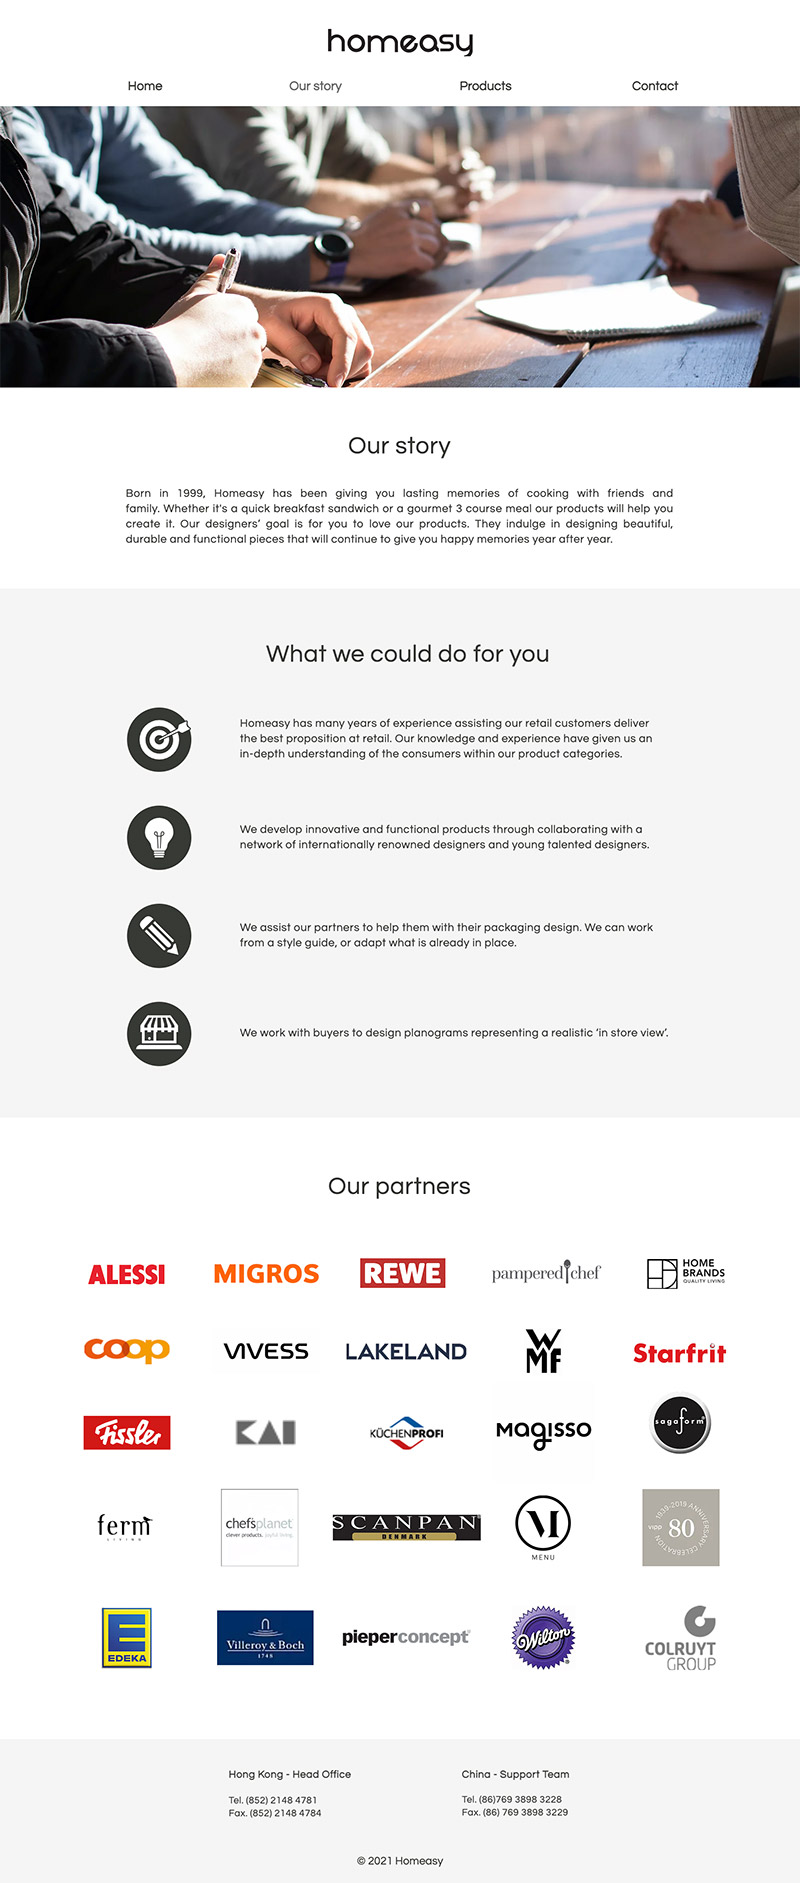 homeasy
Home Our story Products Contact
Our story
Born in 1999, Homeasy has been giving you lasting memories of cooking with friends and
family. Whether it's a quick breakfast sandwich or a gourmet 3 course meal our products will help you
create it. Our designers' goal is for you to love our products. They indulge in designing beautiful,
durable and functional pieces that will continue to give you happy memories year after year.
What we could do for you
Homeasy has many years of experience assisting our retail customers deliver
the best proposition at retail. Our knowledge and experience have given us an
in-depth understanding of the consumers within our product categories.
We develop innovative and functional products through collaborating with a
network of internationally renowned designers and young talented designers.
We assist our partners to help them with their packaging design. We can work
from a style guide, or adapt what is already in place.
We work with buyers to design planograms representing a realistic ‘in store view’.
Our partners
ALESSI
MIGROS
REWE
pampered chef
HOME
BRANDS
QUALITY LIVING
coop
VIVESS
LAKELAND
WMF
Starfrit
Fissler
KAI
KÜCHENPROFI
MAGISSO
sagaform®
ferm
LIVING
chef'splanet
clever products. joyful living.
SCANPAN®
DENMARK
M
MENU
1939-2019 ANNIVERSARY CELEBRATION
vipp 80
E
EDEKA
Villeroy & Boch
1748
pieperconcept®
Wilton®
COLRUYT
GROUP
Hong Kong - Head Office
Tel. (852) 2148 4781
Fax. (852) 2148 4784
China - Support Team
Tel. (86)769 3898 3228
Fax. (86) 769 3898 3229
© 2021 Homeasy